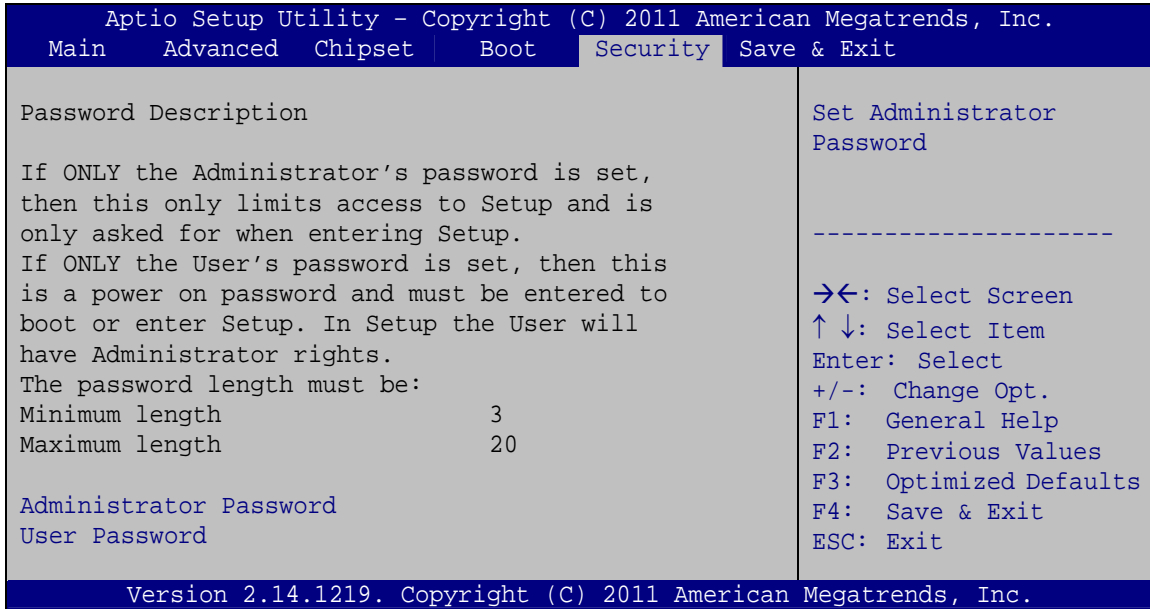 Aptio Setup Utility – Copyright (C) 2011 American Megatrends, Inc.
Main Advanced Chipset Boot Security Save & Exit
Password Description
If ONLY the Administrator’s password is set,
then this only limits access to Setup and is
only asked for when entering Setup.
If ONLY the User’s password is set, then this
is a power on password and must be entered to
boot or enter Setup. In Setup the User will
have Administrator rights.
The password length must be:
Minimum length 3
Maximum length 20
Administrator Password
User Password
Set Administrator
Password
---------------------
→←: Select Screen
↑ ↓: Select Item
Enter: Select
+/-: Change Opt.
F1: General Help
F2: Previous Values
F3: Optimized Defaults
F4: Save & Exit
ESC: Exit
Version 2.14.1219. Copyright (C) 2011 American Megatrends, Inc.